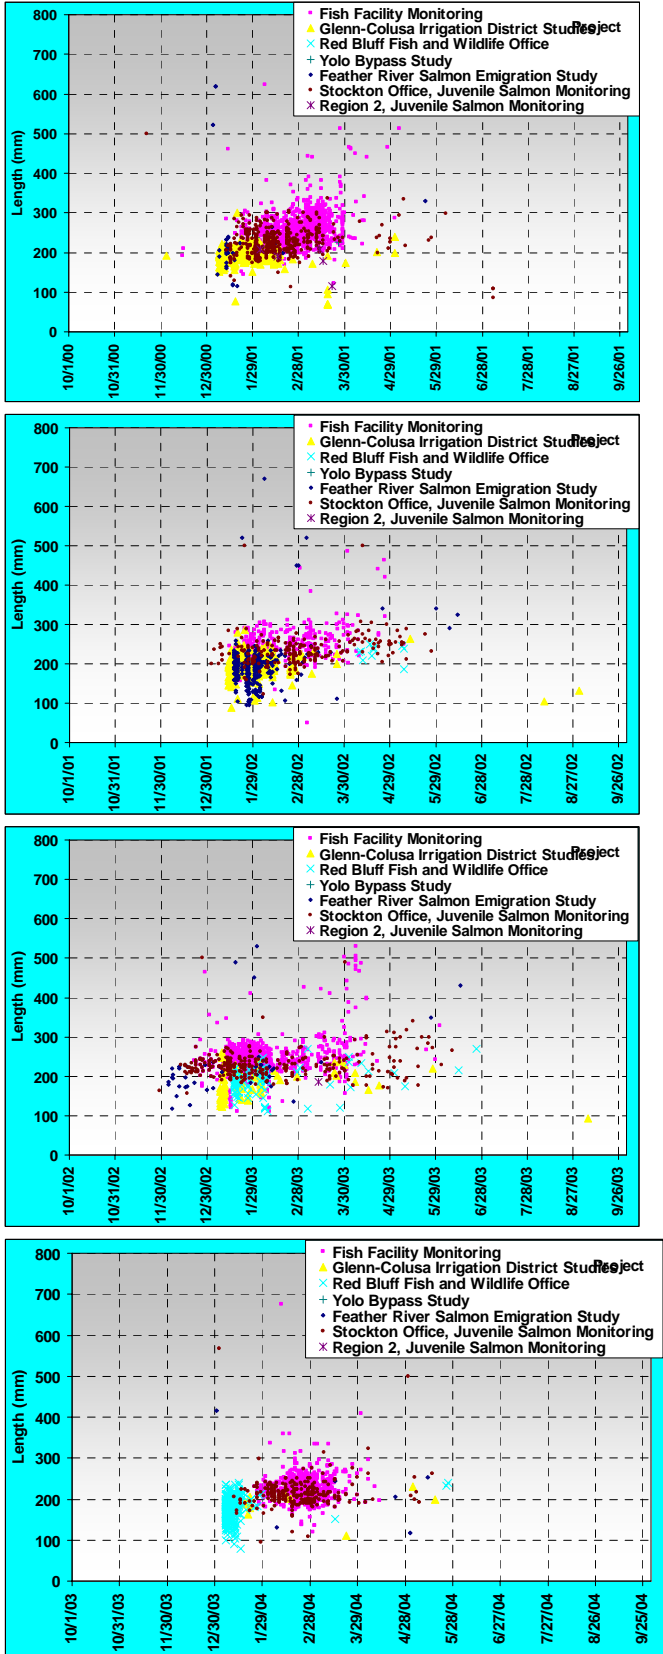 Project
Fish Facility Monitoring
Glenn-Colusa Irrigation District Studies
Red Bluff Fish and Wildlife Office
Yolo Bypass Study
Feather River Salmon Emigration Study
Stockton Office, Juvenile Salmon Monitoring
Region 2, Juvenile Salmon Monitoring
Length (mm)
800
700
600
500
400
300
200
100
0
10/1/00
10/31/00
11/30/00
12/30/00
1/29/01
2/28/01
3/30/01
4/29/01
5/29/01
6/28/01
7/28/01
8/27/01
9/26/01
Project
Fish Facility Monitoring
Glenn-Colusa Irrigation District Studies
Red Bluff Fish and Wildlife Office
Yolo Bypass Study
Feather River Salmon Emigration Study
Stockton Office, Juvenile Salmon Monitoring
Region 2, Juvenile Salmon Monitoring
Length (mm)
800
700
600
500
400
300
200
100
0
10/1/01
10/31/01
11/30/01
12/30/01
1/29/02
2/28/02
3/30/02
4/29/02
5/29/02
6/28/02
7/28/02
8/27/02
9/26/02
Project
Fish Facility Monitoring
Glenn-Colusa Irrigation District Studies
Red Bluff Fish and Wildlife Office
Yolo Bypass Study
Feather River Salmon Emigration Study
Stockton Office, Juvenile Salmon Monitoring
Region 2, Juvenile Salmon Monitoring
Length (mm)
800
700
600
500
400
300
200
100
0
10/1/02
10/31/02
11/30/02
12/30/02
1/29/03
2/28/03
3/30/03
4/29/03
5/29/03
6/28/03
7/28/03
8/27/03
9/26/03
Project
Fish Facility Monitoring
Glenn-Colusa Irrigation District Studies
Red Bluff Fish and Wildlife Office
Yolo Bypass Study
Feather River Salmon Emigration Study
Stockton Office, Juvenile Salmon Monitoring
Region 2, Juvenile Salmon Monitoring
Length (mm)
800
700
600
500
400
300
200
100
0
10/1/03
10/31/03
11/30/03
12/30/03
1/29/04
2/28/04
3/29/04
4/28/04
5/28/04
6/27/04
7/27/04
8/26/04
9/25/04